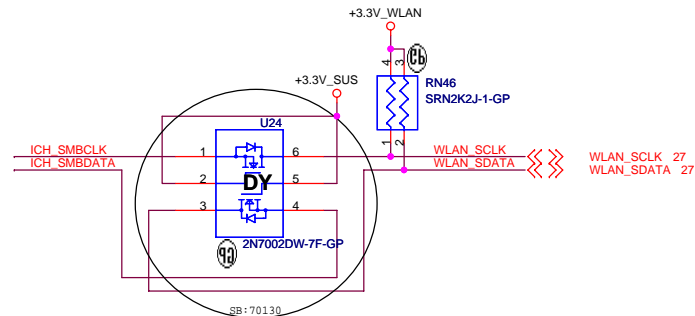 +3.3V_WLAN
4
3
RN46
SRN2K2J-1-GP
+3.3V_SUS
U24
1
2
ICH_SMBCLK
1
6
WLAN_SCLK
WLAN_SCLK 27
ICH_SMBDATA
WLAN_SDATA
WLAN_SDATA 27
2
DY
5
3
4
2N7002DW-7F-GP
SB:70130